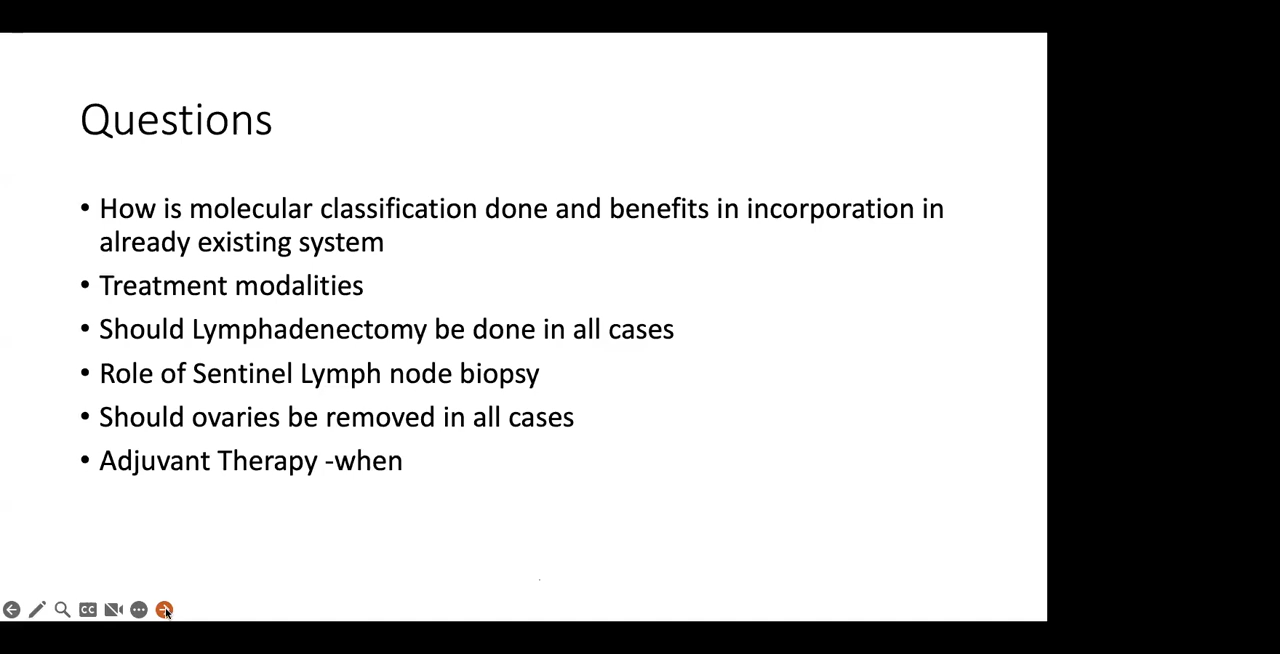 Questions
• How is molecular classification done and benefits in incorporation in
already existing system
• Treatment modalities
• Should Lymphadenectomy be done in all cases
• Role of Sentinel Lymph node biopsy
• Should ovaries be removed in all cases
• Adjuvant Therapy -when
CC